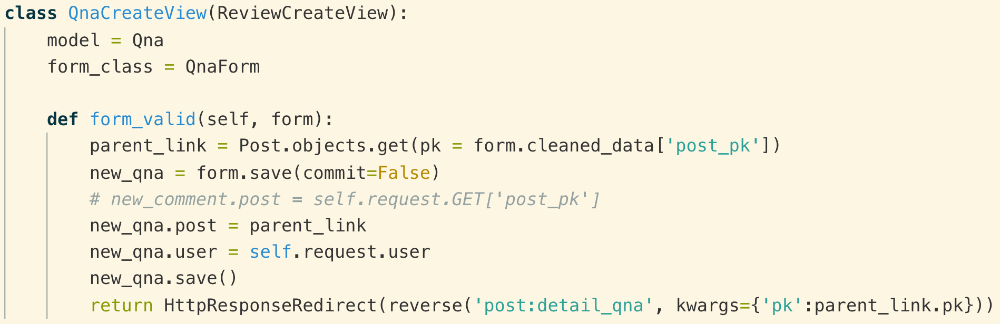 class QnaCreateView(ReviewCreateView):
    model = Qna
    form_class = QnaForm

    def form_valid(self, form):
        parent_link = Post.objects.get(pk = form.cleaned_data['post_pk'])
        new_qna = form.save(commit=False)
        # new_comment.post = self.request.GET['post_pk']
        new_qna.post = parent_link
        new_qna.user = self.request.user
        new_qna.save()
        return HttpResponseRedirect(reverse('post:detail_qna', kwargs={'pk':parent_link.pk}))